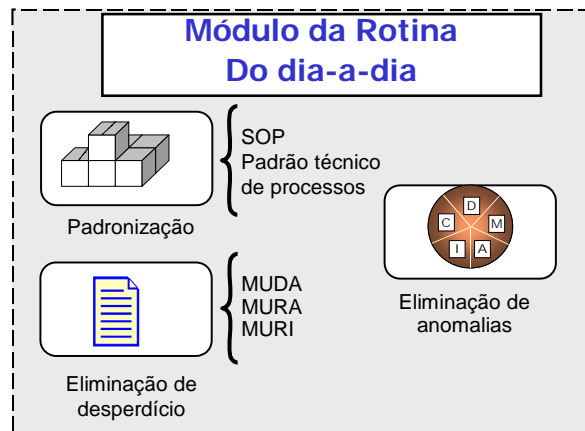 Módulo da Rotina
Do dia-a-dia
SOP
Padrão técnico
de processos
Padronização
D
C
M
I
A
MUDA
MURA
MURI
Eliminação de
anomalias
Eliminação de
desperdício